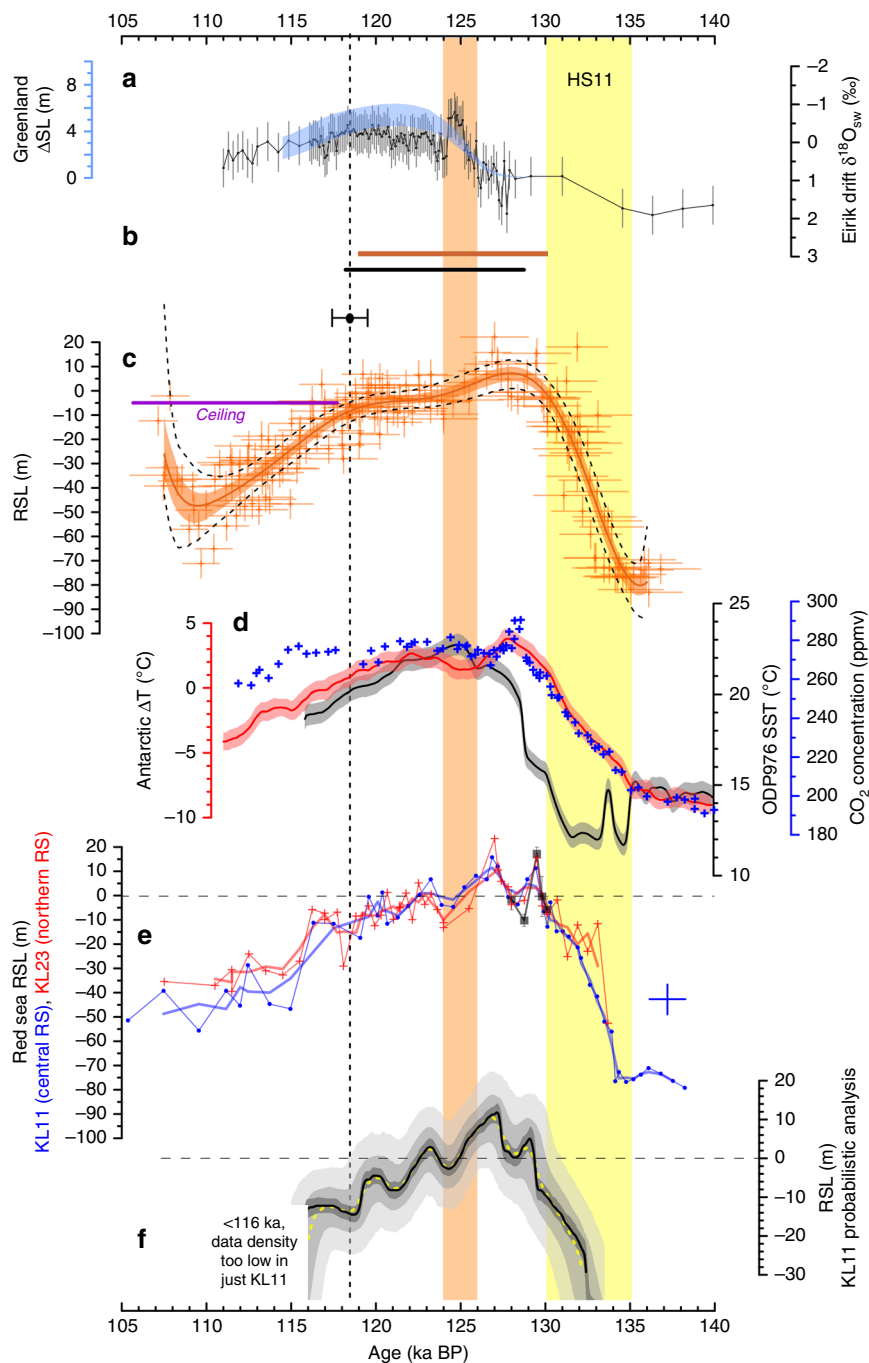 105 110 115 120 125 130 135 140
a
HS11
Greenland
ΔSL (m)
8
4
0
−2
−1
0
1
2
3
Eirik drift δ18Osw (‰)
b
c
20
10
0
−10
−20
−30
−40
−50
−60
−70
−80
−90
−100
RSL (m)
Ceiling
d
5
0
−5
−10
Antarctic ΔT (°C)
25
20
15
10
ODP976 SST (°C)
300
280
260
240
220
200
180
CO2 concentration (ppmv)
e
20
10
0
−10
−20
−30
−40
−50
−60
−70
−80
−90
−100
Red sea RSL (m)
KL11 (central RS), KL23 (northern RS)
f
20
10
0
−10
−20
−30
RSL (m)
KL11 probabilistic analysis
<116 ka,
data density
too low in
just KL11
105 110 115 120 125 130 135 140
Age (ka BP)